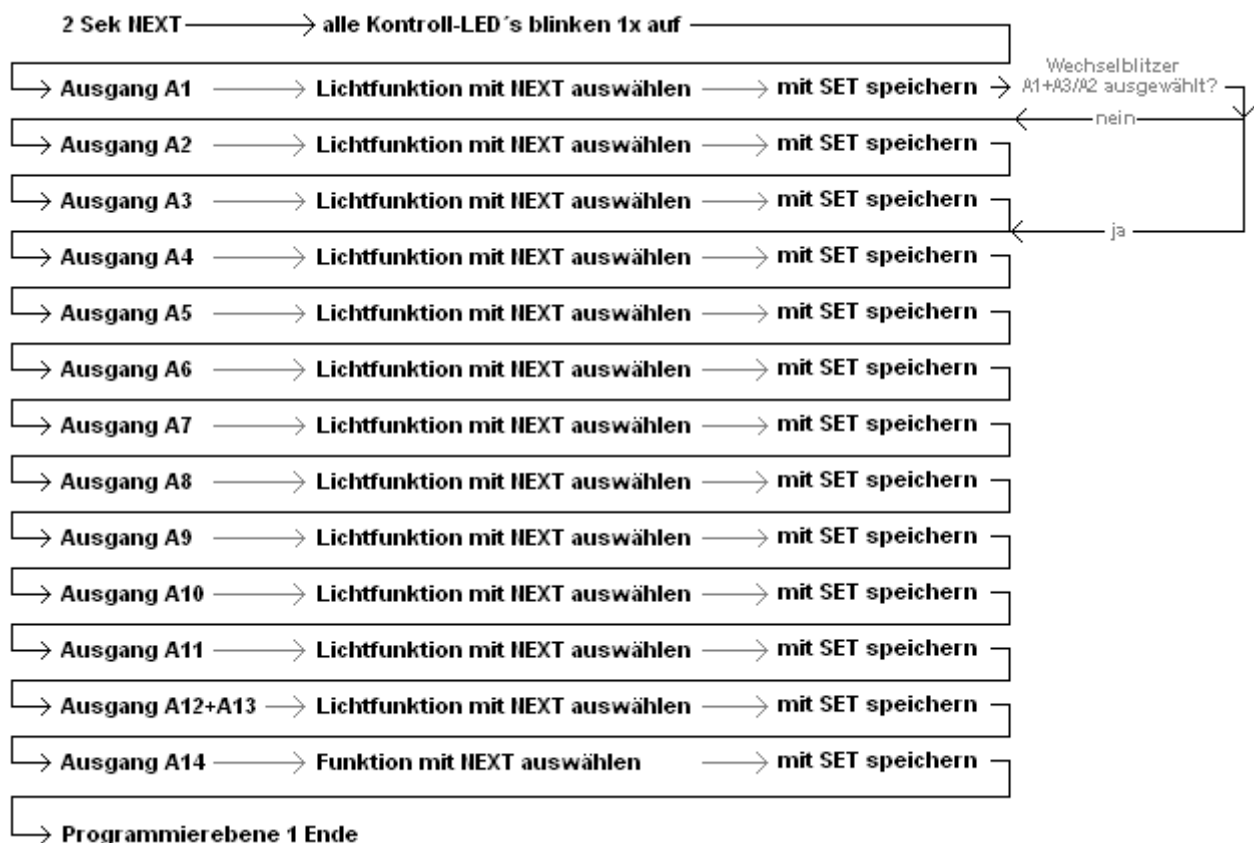 2 Sek NEXT alle Kontroll-LED´s blinken 1x auf
Wechselblitzer
Ausgang A1 Lichtfunktion mit NEXT auswählen mit SET speichern A1+A3/A2 ausgewählt?
nein
Ausgang A2 Lichtfunktion mit NEXT auswählen mit SET speichern
Ausgang A3 Lichtfunktion mit NEXT auswählen mit SET speichern
ja
Ausgang A4 Lichtfunktion mit NEXT auswählen mit SET speichern
Ausgang A5 Lichtfunktion mit NEXT auswählen mit SET speichern
Ausgang A6 Lichtfunktion mit NEXT auswählen mit SET speichern
Ausgang A7 Lichtfunktion mit NEXT auswählen mit SET speichern
Ausgang A8 Lichtfunktion mit NEXT auswählen mit SET speichern
Ausgang A9 Lichtfunktion mit NEXT auswählen mit SET speichern
Ausgang A10 Lichtfunktion mit NEXT auswählen mit SET speichern
Ausgang A11 Lichtfunktion mit NEXT auswählen mit SET speichern
Ausgang A12+A13 Lichtfunktion mit NEXT auswählen mit SET speichern
Ausgang A14 Funktion mit NEXT auswählen mit SET speichern
Programmierebene 1 Ende